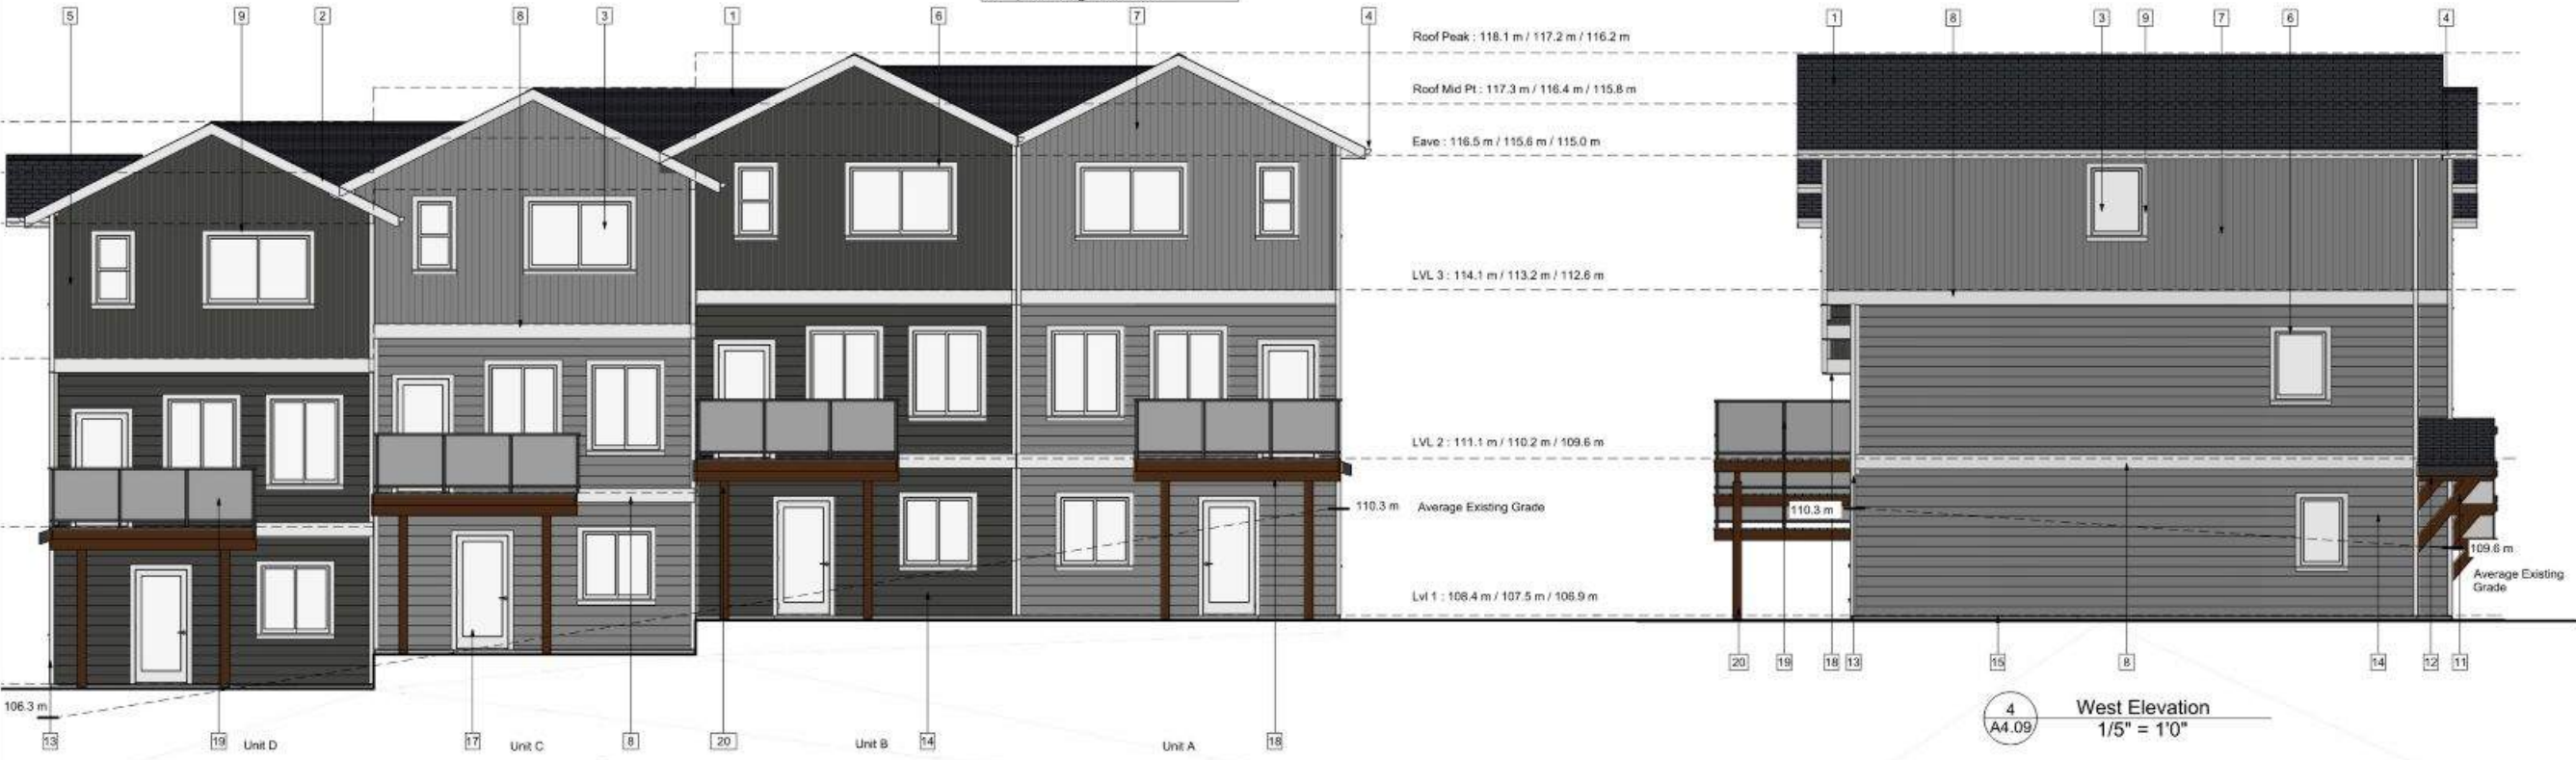 5 9 2 8 3 1 6 7 4
Roof Peak : 118.1 m / 117.2 m / 116.2 m
Roof Mid Pt : 117.3 m / 116.4 m / 115.8 m
Eave : 116.5 m / 115.6 m / 115.0 m
LVL 3 : 114.1 m / 113.2 m / 112.6 m
LVL 2 : 111.1 m / 110.2 m / 109.6 m
110.3 m Average Existing Grade
Lvl 1 : 108.4 m / 107.5 m / 106.9 m
106.3 m
13 19 Unit D 17 Unit C 8 20 Unit B 14 Unit A 18
1 8 3 9 7 6 4
110.3 m
109.6 m
Average Existing
Grade
20 19 18 13 15 8 14 12 11
4
A4.09
West Elevation
1/5" = 1'0"